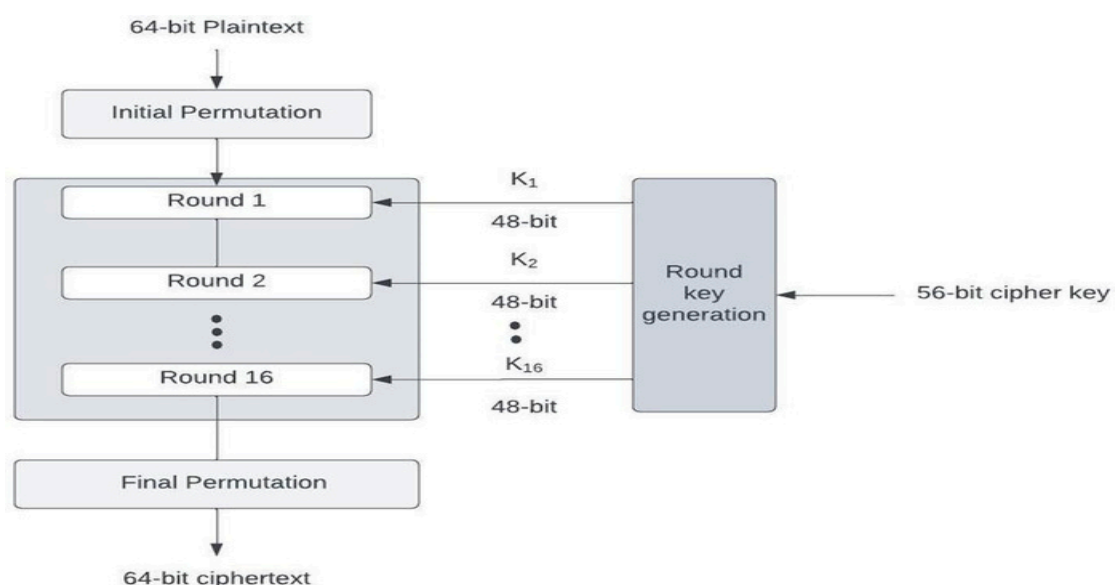 64-bit Plaintext
Initial Permutation
Round 1
K₁
48-bit
Round 2
K₂
48-bit
Round
key
generation
56-bit cipher key
Round 16
K₁₆
48-bit
Final Permutation
64-bit ciphertext